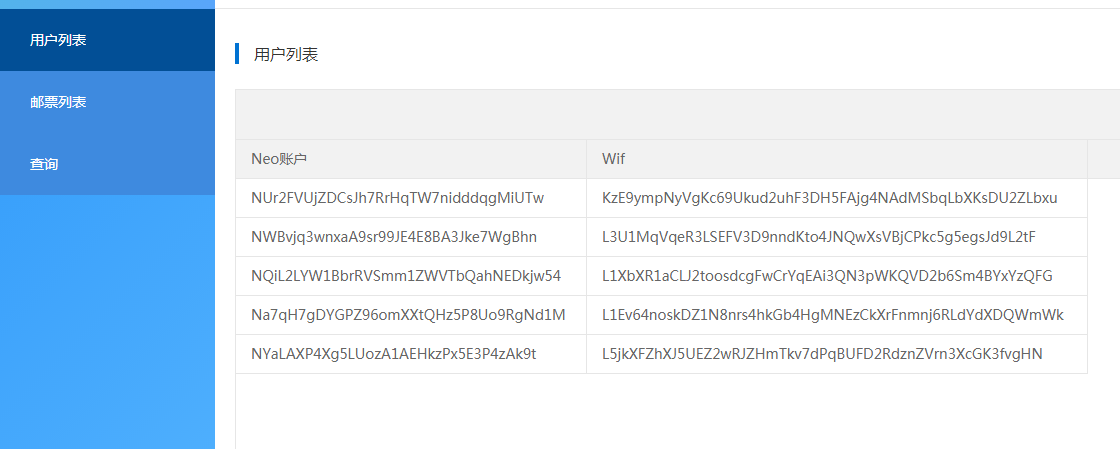 用户列表
邮票列表
查询
用户列表
Neo账户 Wif
NUr2FVUjZDCsJh7RrHqTW7nidddqgMiUTw KzE9ympNyVgKc69Ukud2uhF3DH5FAjg4NAdMSbqLbXKsDU2ZLbxu
NWBvjq3wnxaA9sr99JE4E8BA3Jke7WgBhn L3U1MqVqeR3LSEFV3D9nndKto4JNQwXsVBjCPkc5g5egsJd9L2tF
NQiL2LYW1BbrRVSmm1ZWVTbQahNEDkjw54 L1XbXR1aCLJ2toosdcgFwCrYqEAi3QN3pWKQVD2b6Sm4BYxYzQFG
Na7qH7gDYGPZ96omXXtQHz5P8Uo9RgNd1M L1Ev64noskDZ1N8nrs4hkGb4HgMNEzCkXrFnmnj6RLdYdXDQWmWk
NYaLAXP4Xg5LUozA1AEHkzPx5E3P4zAk9t L5jkXFZhXJ5UEZ2wRJZHmTkv7dPqBUFD2RdznZVrn3XcGK3fvgHN